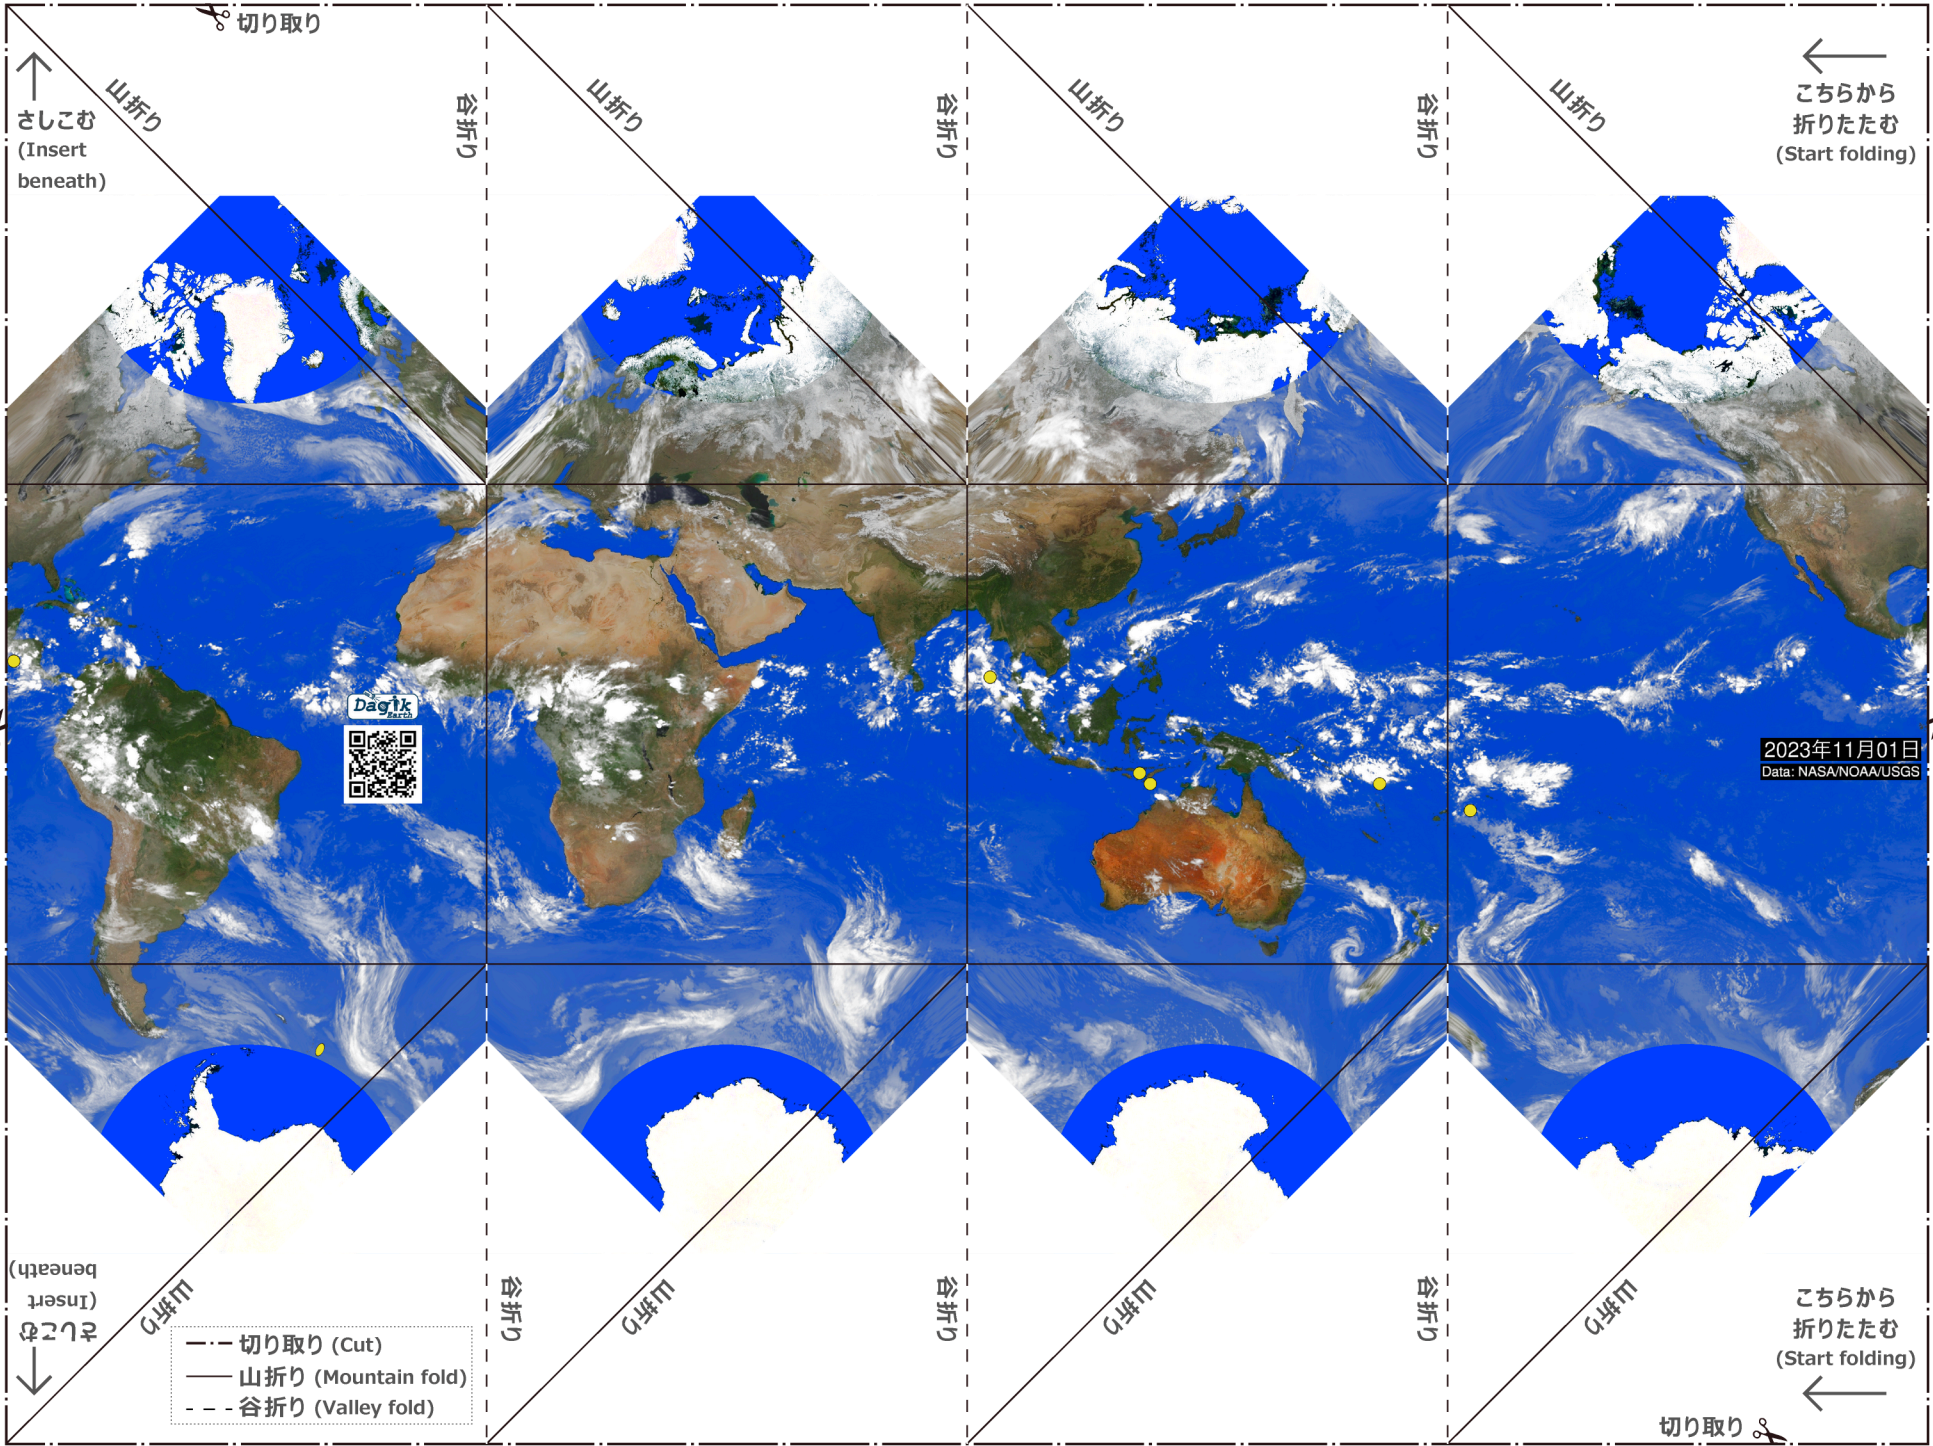 切り取り
山折り
谷折り
山折り
谷折り
山折り
谷折り
山折り
さしこむ
(Insert
beneath)
こちらから
折りたたむ
(Start folding)
Dagik
Earth
2023年11月01日
Data: NASA/NOAA/USGS
さしこむ
(Insert
beneath)
山折り
谷折り
山折り
谷折り
山折り
谷折り
山折り
切り取り (Cut)
山折り (Mountain fold)
谷折り (Valley fold)
こちらから
折りたたむ
(Start folding)
切り取り